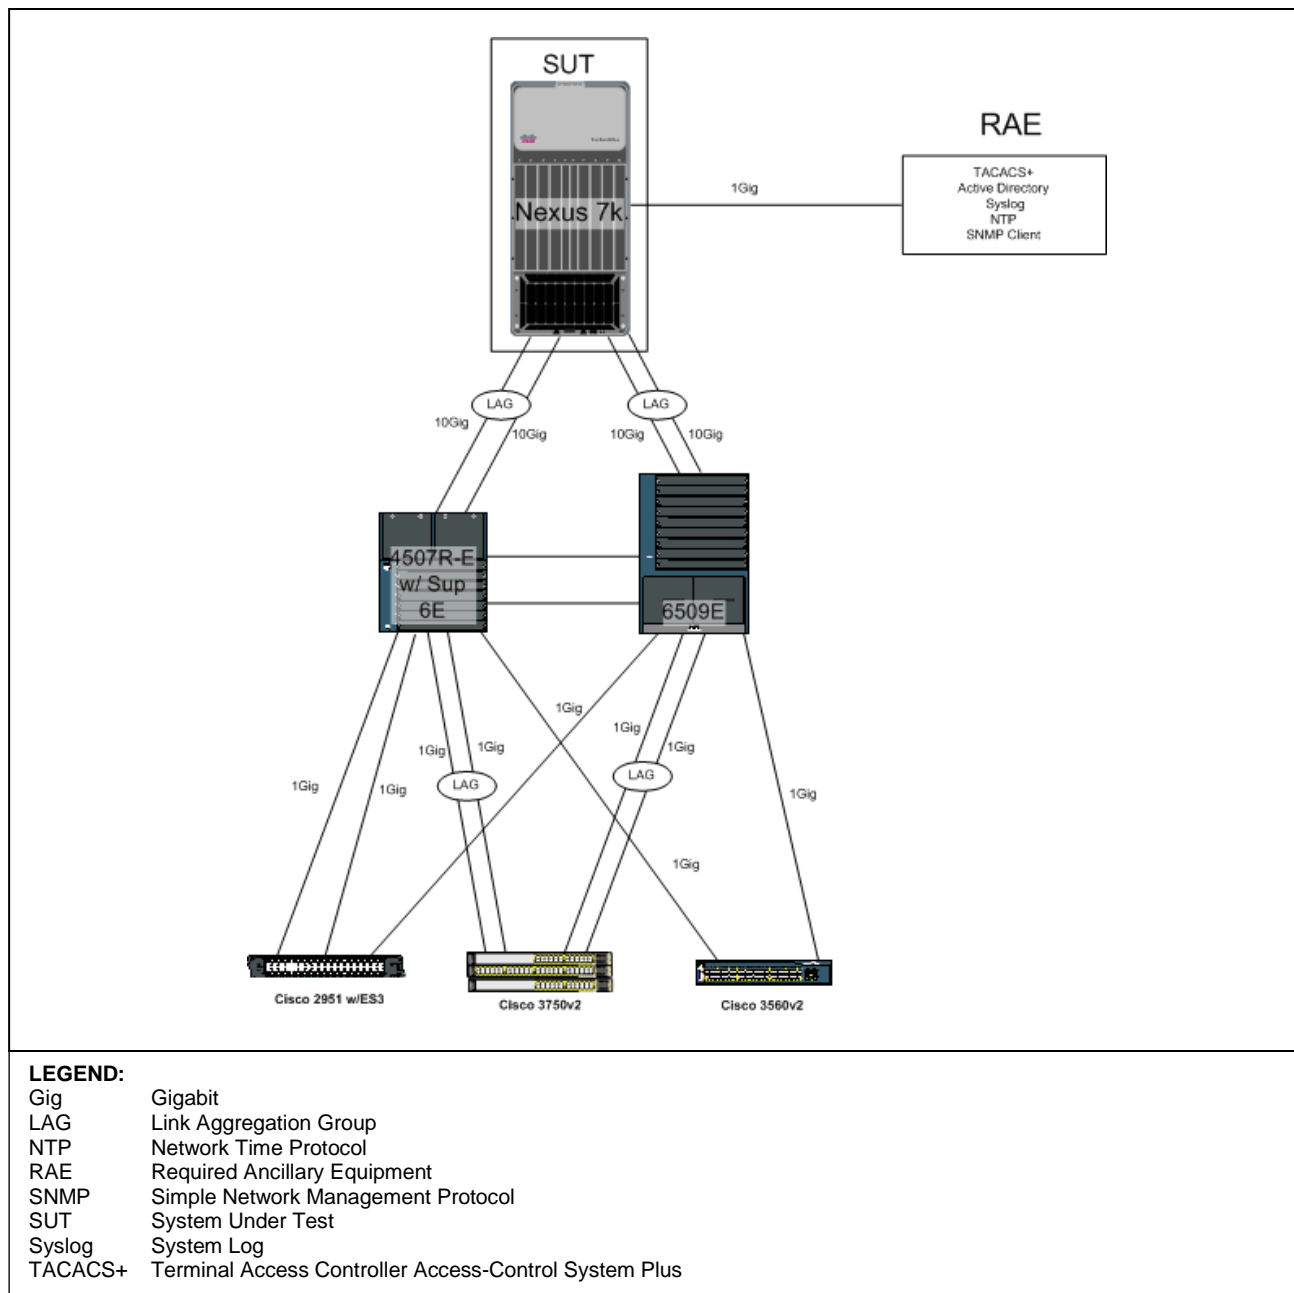 SUT
Nexus 7k
RAE
TACACS+
Active Directory
Syslog
NTP
SNMP Client
1Gig
LAG
LAG
10Gig
10Gig
10Gig
10Gig
4507R-E
w/ Sup
6E
6509E
1Gig
1Gig
1Gig
1Gig
1Gig
LAG
LAG
1Gig
1Gig
1Gig
1Gig
Cisco 2951 w/ES3
Cisco 3750v2
Cisco 3560v2
LEGEND:
Gig Gigabit
LAG Link Aggregation Group
NTP Network Time Protocol
RAE Required Ancillary Equipment
SNMP Simple Network Management Protocol
SUT System Under Test
Syslog System Log
TACACS+ Terminal Access Controller Access-Control System Plus